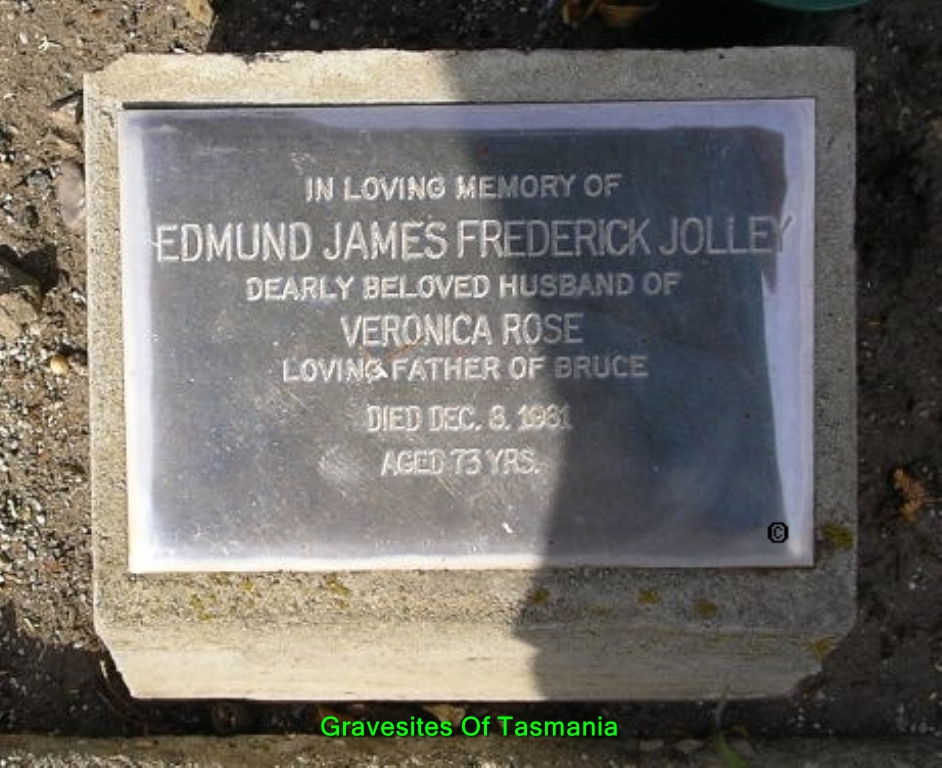 IN LOVING MEMORY OF
EDMUND JAMES FREDERICK JOLLEY
DEARLY BELOVED HUSBAND OF
VERONICA ROSE
LOVING FATHER OF BRUCE
DIED DEC. 8. 1981
AGED 73 YRS.
©
Gravesites Of Tasmania